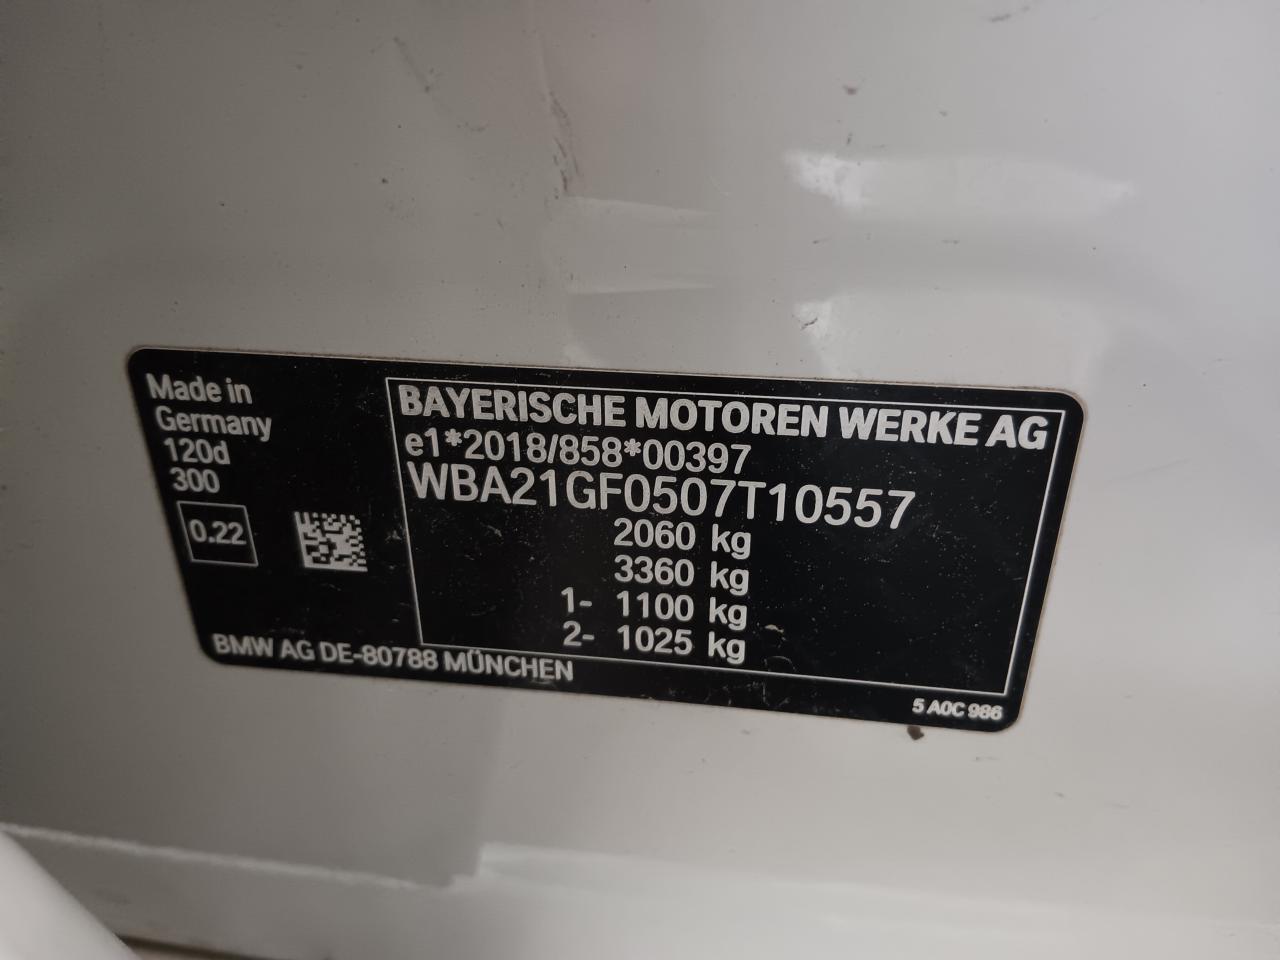 Made in
Germany
120d
300
0.22
BAYERISCHE MOTOREN WERKE AG
e1*2018/858*00397
WBA21GF0507T10557
2060 kg
3360 kg
1- 1100 kg
2- 1025 kg
BMW AG DE-80788 MÜNCHEN
5 A0C 986